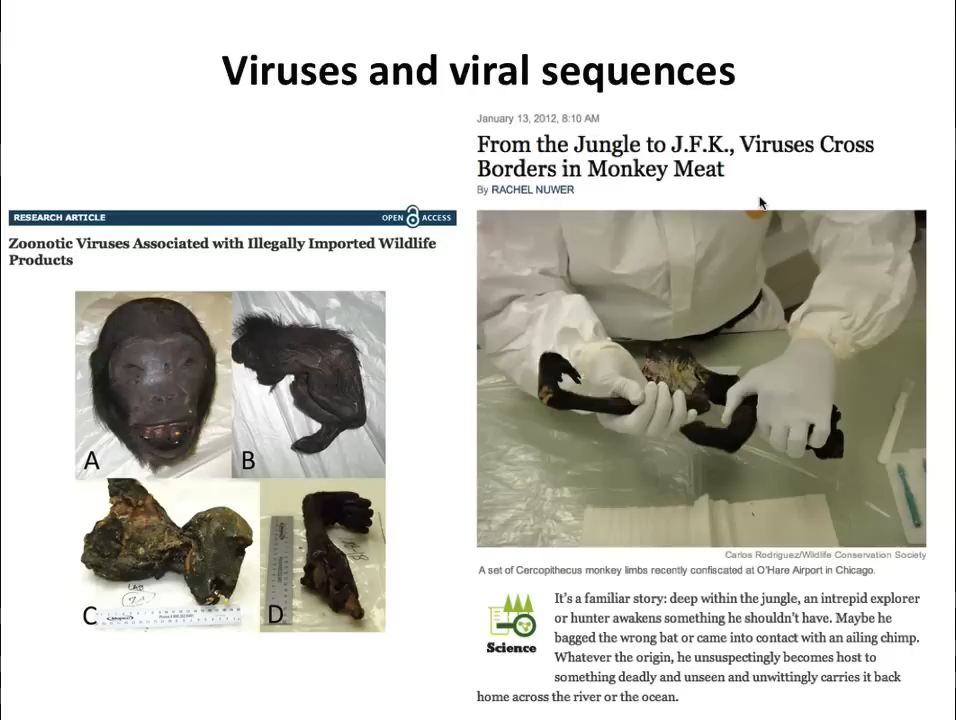 Viruses and viral sequences
RESEARCH ARTICLE
OPEN ACCESS
Zoonotic Viruses Associated with Illegally Imported Wildlife
Products
A
B
C
D
January 13, 2012, 8:10 AM
From the Jungle to J.F.K., Viruses Cross
Borders in Monkey Meat
By RACHEL NUWER
Carlos Rodriguez/Wildlife Conservation Society
A set of Cercopithecus monkey limbs recently confiscated at O'Hare Airport in Chicago.
Science
It's a familiar story: deep within the jungle, an intrepid explorer
or hunter awakens something he shouldn't have. Maybe he
bagged the wrong bat or came into contact with an ailing chimp.
Whatever the origin, he unsuspectingly becomes host to
something deadly and unseen and unwittingly carries it back
home across the river or the ocean.